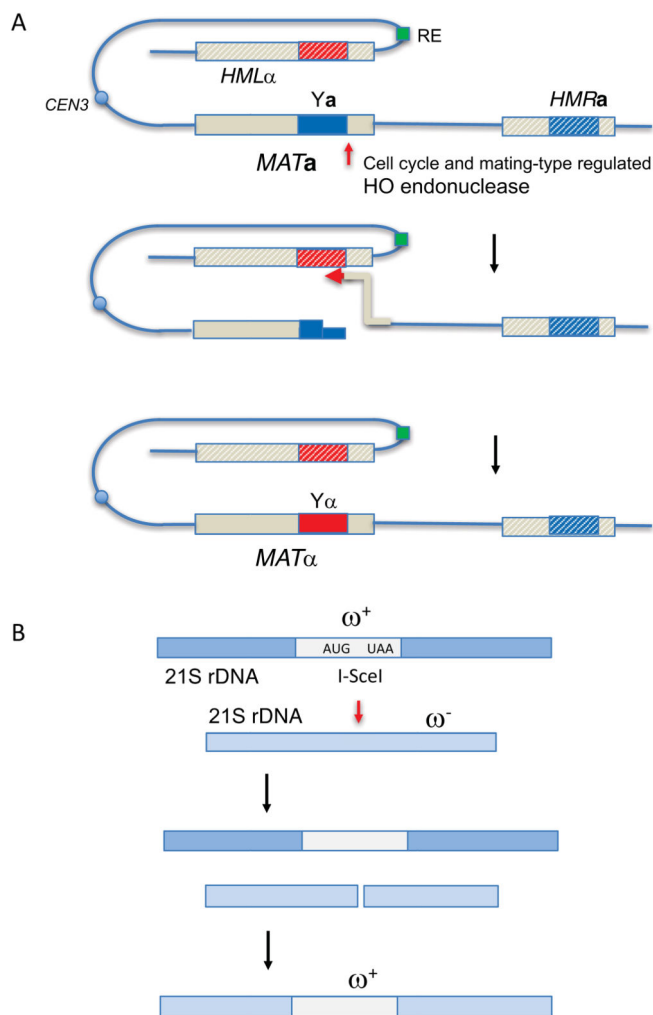 A
RE
HMLα
CEN3
Ya
HMRa
MATa
Cell cycle and mating-type regulated
HO endonuclease
Yα
MATα
B
ω+
AUG UAA
21S rDNA
I-SceI
21S rDNA
ω-
ω+